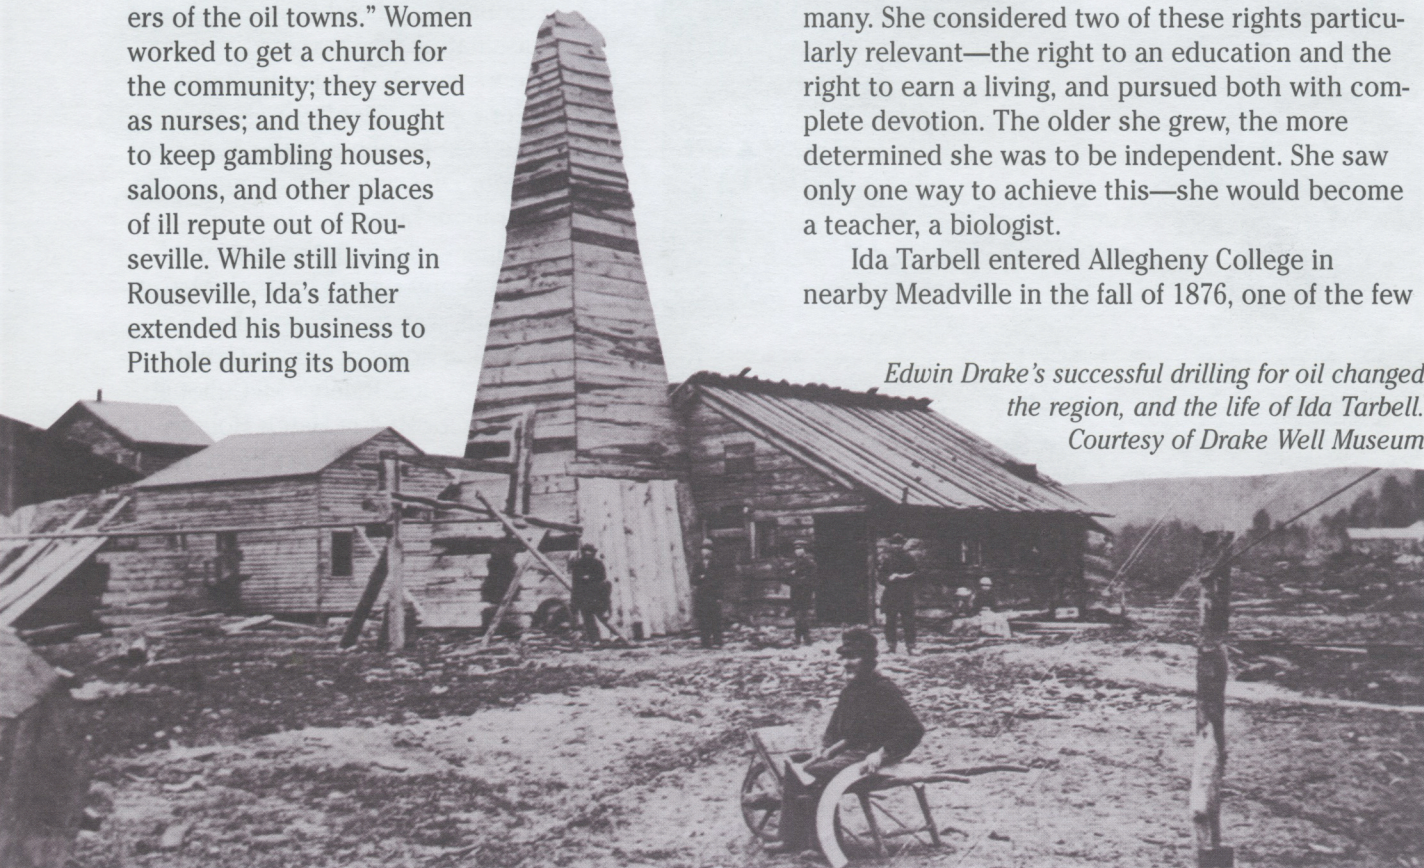 ers of the oil towns.” Women
worked to get a church for
the community; they served
as nurses; and they fought
to keep gambling houses,
saloons, and other places
of ill repute out of Rou-
seville. While still living in
Rouseville, Ida’s father
extended his business to
Pithole during its boom
many. She considered two of these rights particu-
larly relevant—the right to an education and the
right to earn a living, and pursued both with com-
plete devotion. The older she grew, the more
determined she was to be independent. She saw
only one way to achieve this—she would become
a teacher, a biologist.
Ida Tarbell entered Allegheny College in
nearby Meadville in the fall of 1876, one of the few
Edwin Drake’s successful drilling for oil changed
the region, and the life of Ida Tarbell.
Courtesy of Drake Well Museum